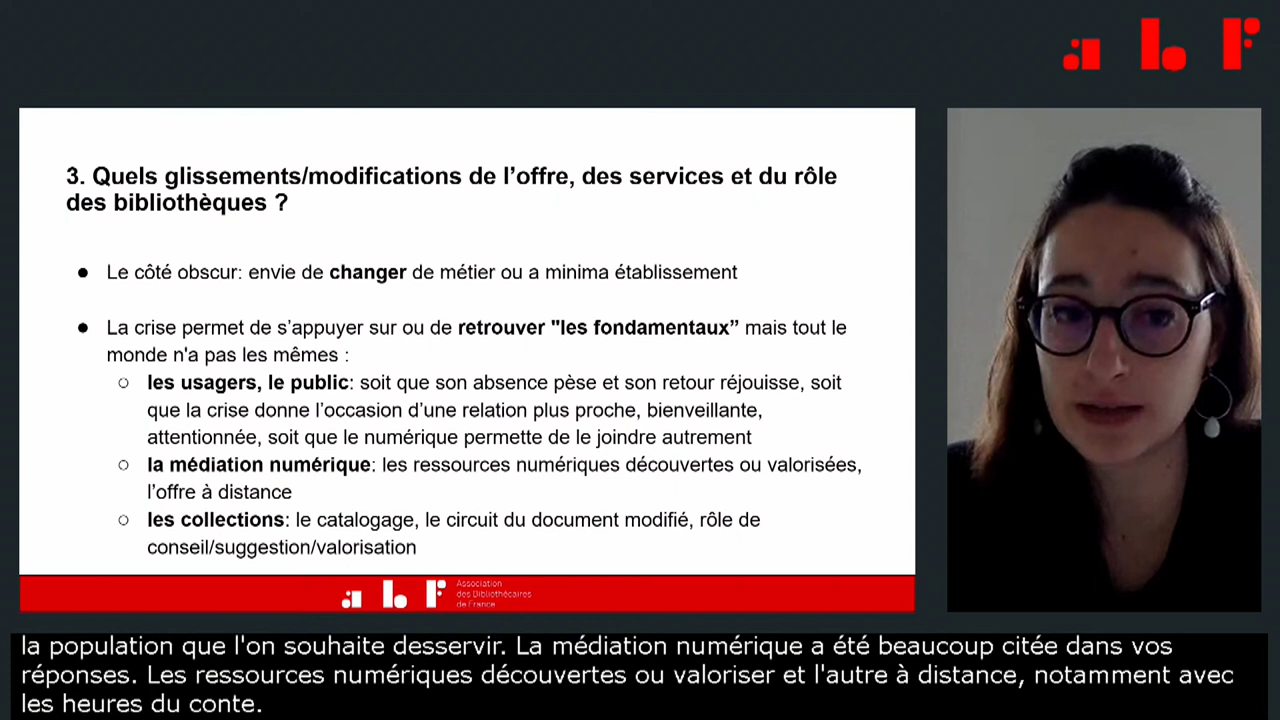 abf
3. Quels glissements/modifications de l’offre, des services et du rôle
des bibliothèques ?
● Le côté obscur: envie de changer de métier ou a minima établissement
● La crise permet de s’appuyer sur ou de retrouver "les fondamentaux” mais tout le
monde n'a pas les mêmes :
○ les usagers, le public: soit que son absence pèse et son retour réjouisse, soit
que la crise donne l’occasion d’une relation plus proche, bienveillante,
attentionnée, soit que le numérique permette de le joindre autrement
○ la médiation numérique: les ressources numériques découvertes ou valorisées,
l’offre à distance
○ les collections: le catalogage, le circuit du document modifié, rôle de
conseil/suggestion/valorisation
abf
Association
des Bibliothécaires
de France
la population que l'on souhaite desservir. La médiation numérique a été beaucoup citée dans vos
réponses. Les ressources numériques découvertes ou valoriser et l'autre à distance, notamment avec
les heures du conte.